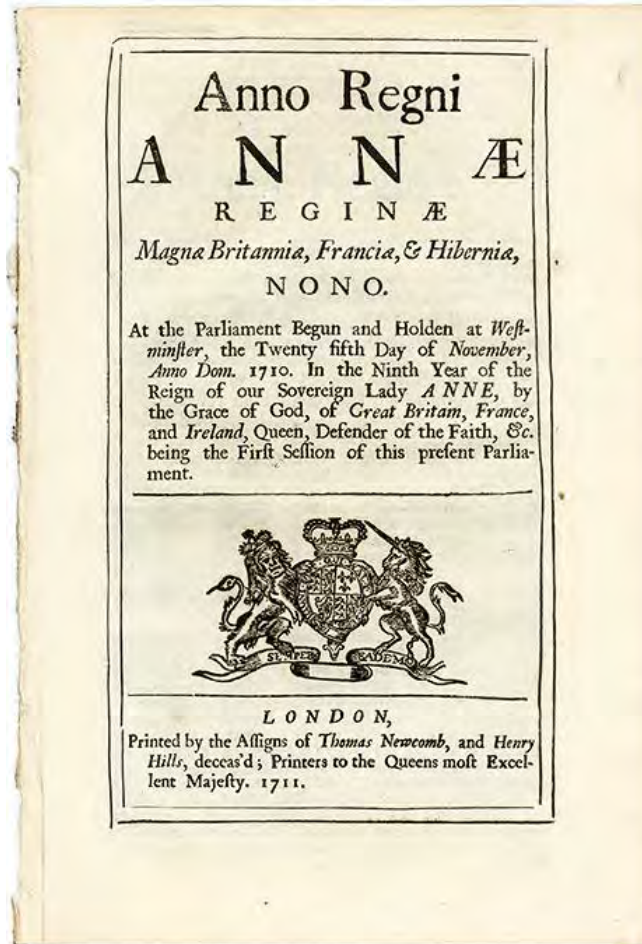 Anno Regni
ANNÆ
REGINÆ
Magnæ Britanniæ, Franciæ, & Hiberniæ,
NONO.
At the Parliament Begun and Holden at Weſt-
minſter, the Twenty fifth Day of November,
Anno Dom. 1710. In the Ninth Year of the
Reign of our Sovereign Lady ANNE, by
the Grace of God, of Great Britain, France,
and Ireland, Queen, Defender of the Faith, &c.
being the Firſt Seſſion of this preſent Parlia-
ment.
SEMPER EADEM
LONDON,
Printed by the Aſſigns of Thomas Newcomb, and Henry
Hills, deceas'd; Printers to the Queens moſt Excel-
lent Majeſty. 1711.